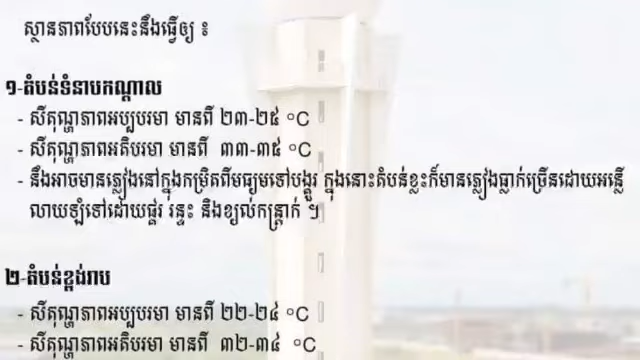 ស្ថានភាពបែបនេះនឹងធ្វើឲ្យ ៖
១-តំបន់ទំនាបកណ្តាល
- សីតុណ្ហភាពអប្បបរមា មានពី ២៣-២៥ °C
- សីតុណ្ហភាពអតិបរមា មានពី ៣៣-៣៥ °C
- នឹងអាចមានភ្លៀងនៅក្នុងកម្រិតពីមធ្យមទៅបង្គួរ ក្នុងនោះតំបន់ខ្លះក៏មានភ្លៀងធ្លាក់ច្រើនដោយអន្លើ
លាយឡំទៅដោយផ្គរ រន្ទះ និងខ្យល់កន្ត្រាក់ ។
២-តំបន់ខ្ពង់រាប
- សីតុណ្ហភាពអប្បបរមា មានពី ២២-២៤ °C
- សីតុណ្ហភាពអតិបរមា មានពី ៣២-៣៤ °C